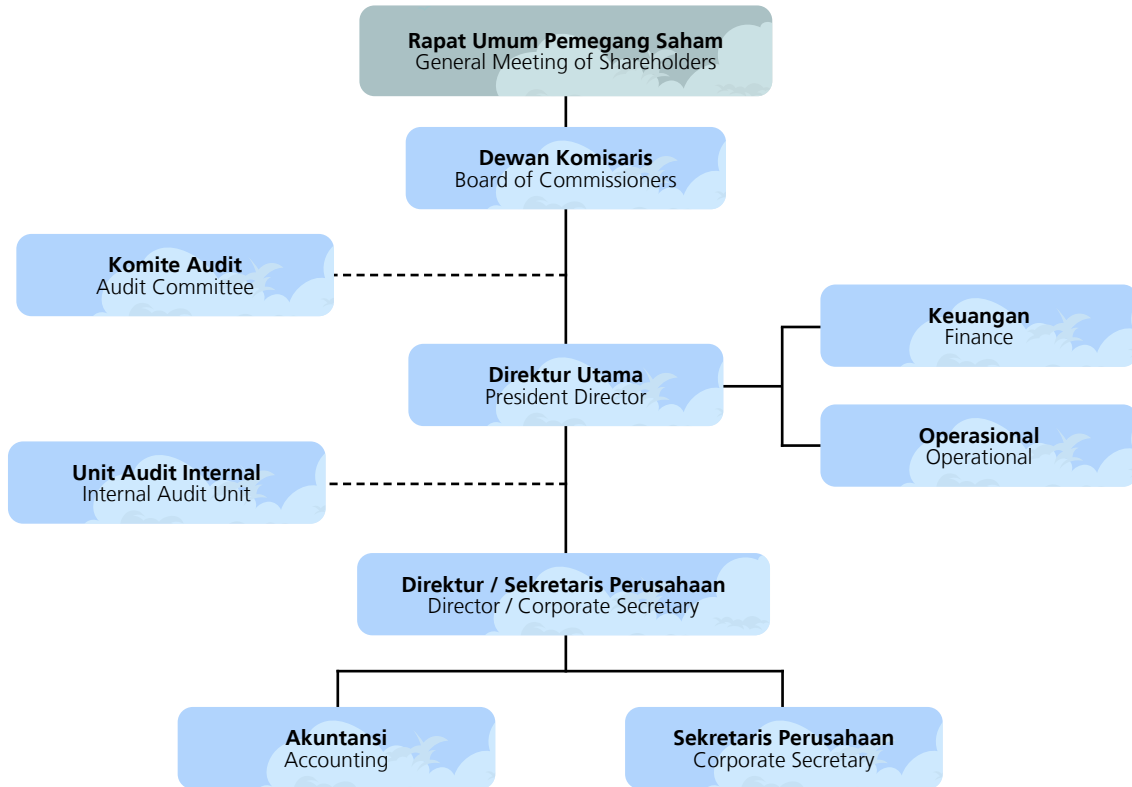 Rapat Umum Pemegang Saham
General Meeting of Shareholders
Dewan Komisaris
Board of Commissioners
Komite Audit
Audit Committee
Keuangan
Finance
Direktur Utama
President Director
Operasional
Operational
Unit Audit Internal
Internal Audit Unit
Direktur / Sekretaris Perusahaan
Director / Corporate Secretary
Akuntansi
Accounting
Sekretaris Perusahaan
Corporate Secretary